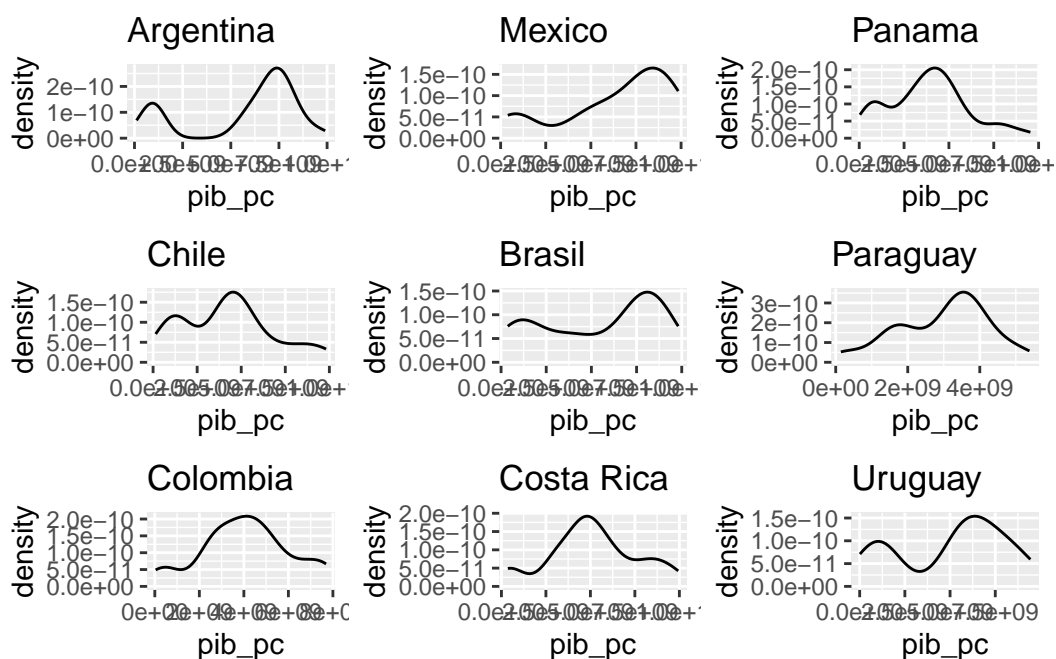 Argentina
density
2e−10
1e−10
0e+00
pib_pc
Mexico
density
1.5e−10
1.0e−10
5.0e−11
0.0e+00
pib_pc
Panama
density
2.0e−10
1.5e−10
1.0e−10
5.0e−11
0.0e+00
pib_pc
Chile
density
1.5e−10
1.0e−10
5.0e−11
0.0e+00
pib_pc
Brasil
density
1.5e−10
1.0e−10
5.0e−11
0.0e+00
pib_pc
Paraguay
density
3e−10
2e−10
1e−10
0e+00
0e+00 2e+09 4e+09
pib_pc
Colombia
density
2.0e−10
1.5e−10
1.0e−10
5.0e−11
0.0e+00
pib_pc
Costa Rica
density
2.0e−10
1.5e−10
1.0e−10
5.0e−11
0.0e+00
pib_pc
Uruguay
density
1.5e−10
1.0e−10
5.0e−11
0.0e+00
pib_pc